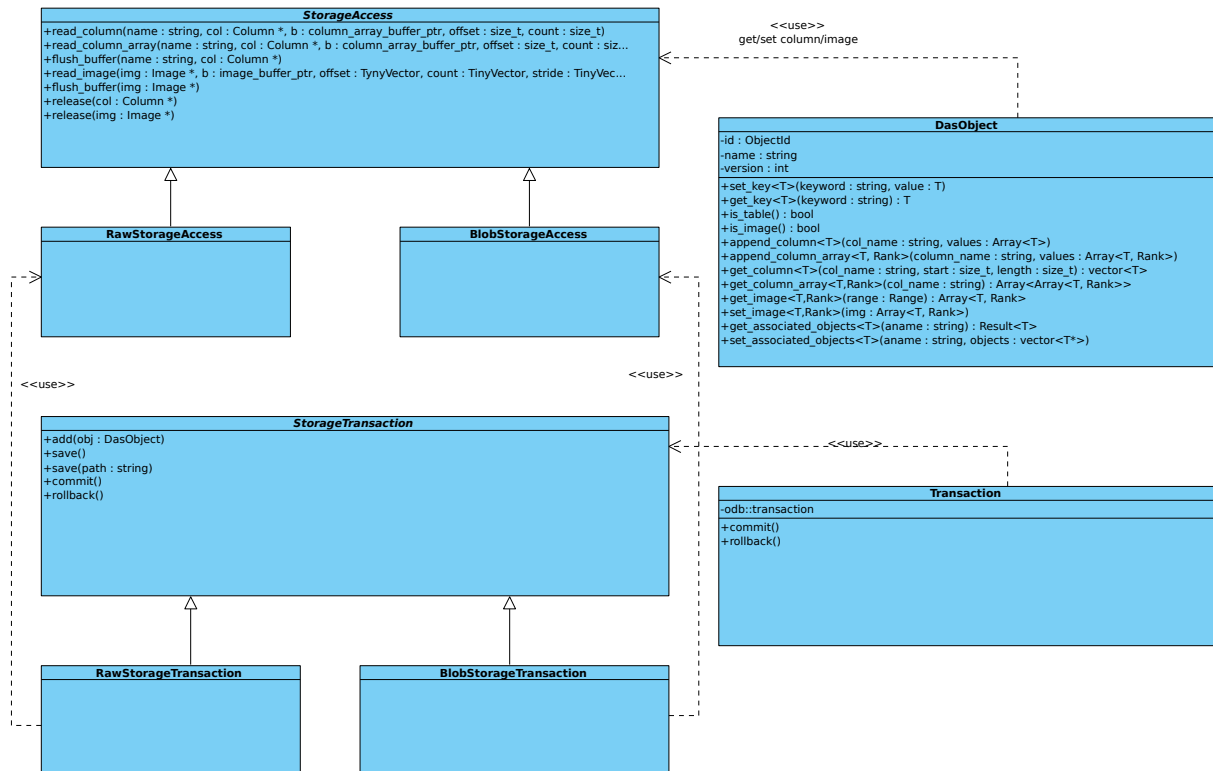 StorageAccess
+read_column(name : string, col : Column *, b : column_array_buffer_ptr, offset : size_t, count : size_t)
+read_column_array(name : string, col : Column *, b : column_array_buffer_ptr, offset : size_t, count : siz...
+flush_buffer(name : string, col : Column *)
+read_image(img : Image *, b : image_buffer_ptr, offset : TynyVector, count : TinyVector, stride : TinyVec...
+flush_buffer(img : Image *)
+release(col : Column *)
+release(img : Image *)
<<use>>
get/set column/image
DasObject
-id : ObjectId
-name : string
-version : int
+set_key<T>(keyword : string, value : T)
+get_key<T>(keyword : string) : T
+is_table() : bool
+is_image() : bool
+append_column<T>(col_name : string, values : Array<T>)
+append_column_array<T, Rank>(column_name : string, values : Array<T, Rank>)
+get_column<T>(col_name : string, start : size_t, length : size_t) : vector<T>
+get_column_array<T,Rank>(col_name : string) : Array<Array<T, Rank>>
+get_image<T,Rank>(range : Range) : Array<T, Rank>
+set_image<T,Rank>(img : Array<T, Rank>)
+get_associated_objects<T>(aname : string) : Result<T>
+set_associated_objects<T>(aname : string, objects : vector<T*>)
RawStorageAccess
BlobStorageAccess
<<use>>
<<use>>
StorageTransaction
+add(obj : DasObject)
+save()
+save(path : string)
+commit()
+rollback()
<<use>>
Transaction
-odb::transaction
+commit()
+rollback()
RawStorageTransaction
BlobStorageTransaction